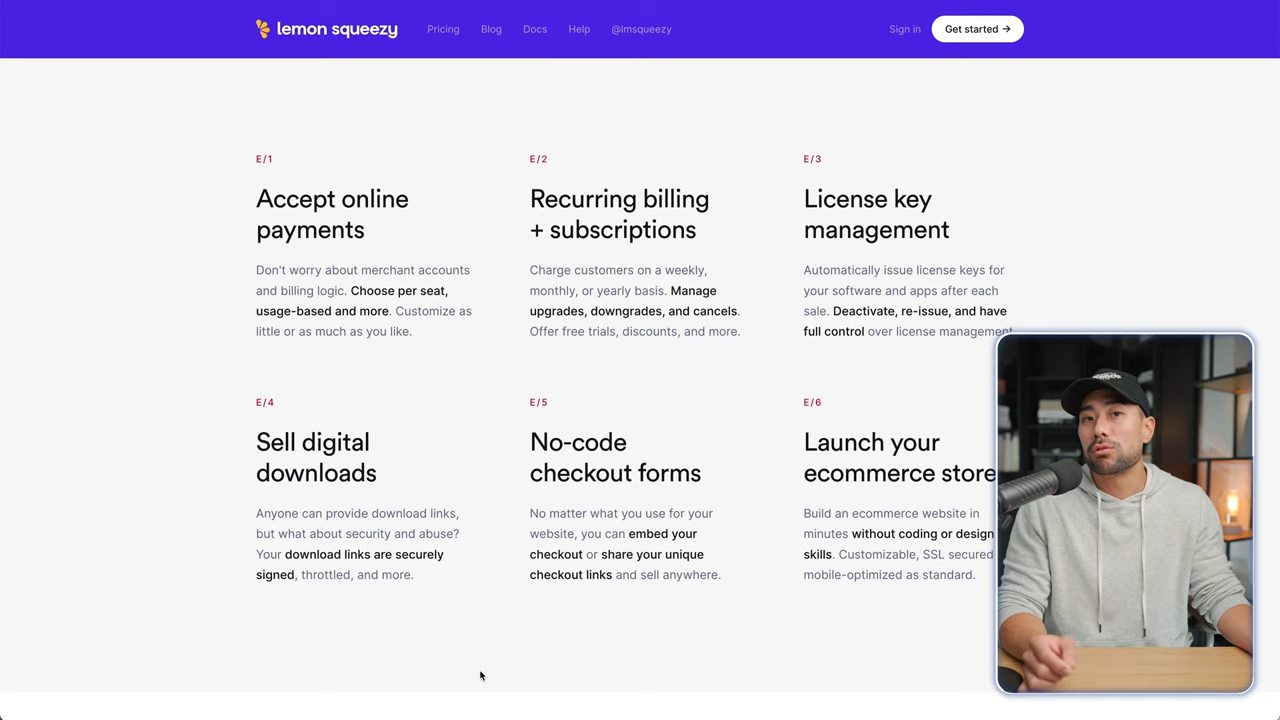 lemon squeezy Pricing Blog Docs Help @lmsqueezy Sign in Get started →
E/1
Accept online
payments
Don't worry about merchant accounts
and billing logic. Choose per seat,
usage-based and more. Customize as
little or as much as you like.
E/2
Recurring billing
+ subscriptions
Charge customers on a weekly,
monthly, or yearly basis. Manage
upgrades, downgrades, and cancels.
Offer free trials, discounts, and more.
E/3
License key
management
Automatically issue license keys for
your software and apps after each
sale. Deactivate, re-issue, and have
full control over license management
E/4
Sell digital
downloads
Anyone can provide download links,
but what about security and abuse?
Your download links are securely
signed, throttled, and more.
E/5
No-code
checkout forms
No matter what you use for your
website, you can embed your
checkout or share your unique
checkout links and sell anywhere.
E/6
Launch your
ecommerce store
Build an ecommerce website in
minutes without coding or design
skills. Customizable, SSL secured
mobile-optimized as standard.